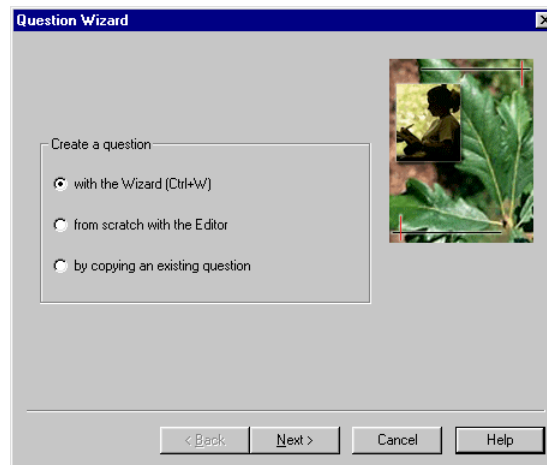 Question Wizard
Create a question
with the Wizard (Ctrl+W)
from scratch with the Editor
by copying an existing question
< Back
Next >
Cancel
Help